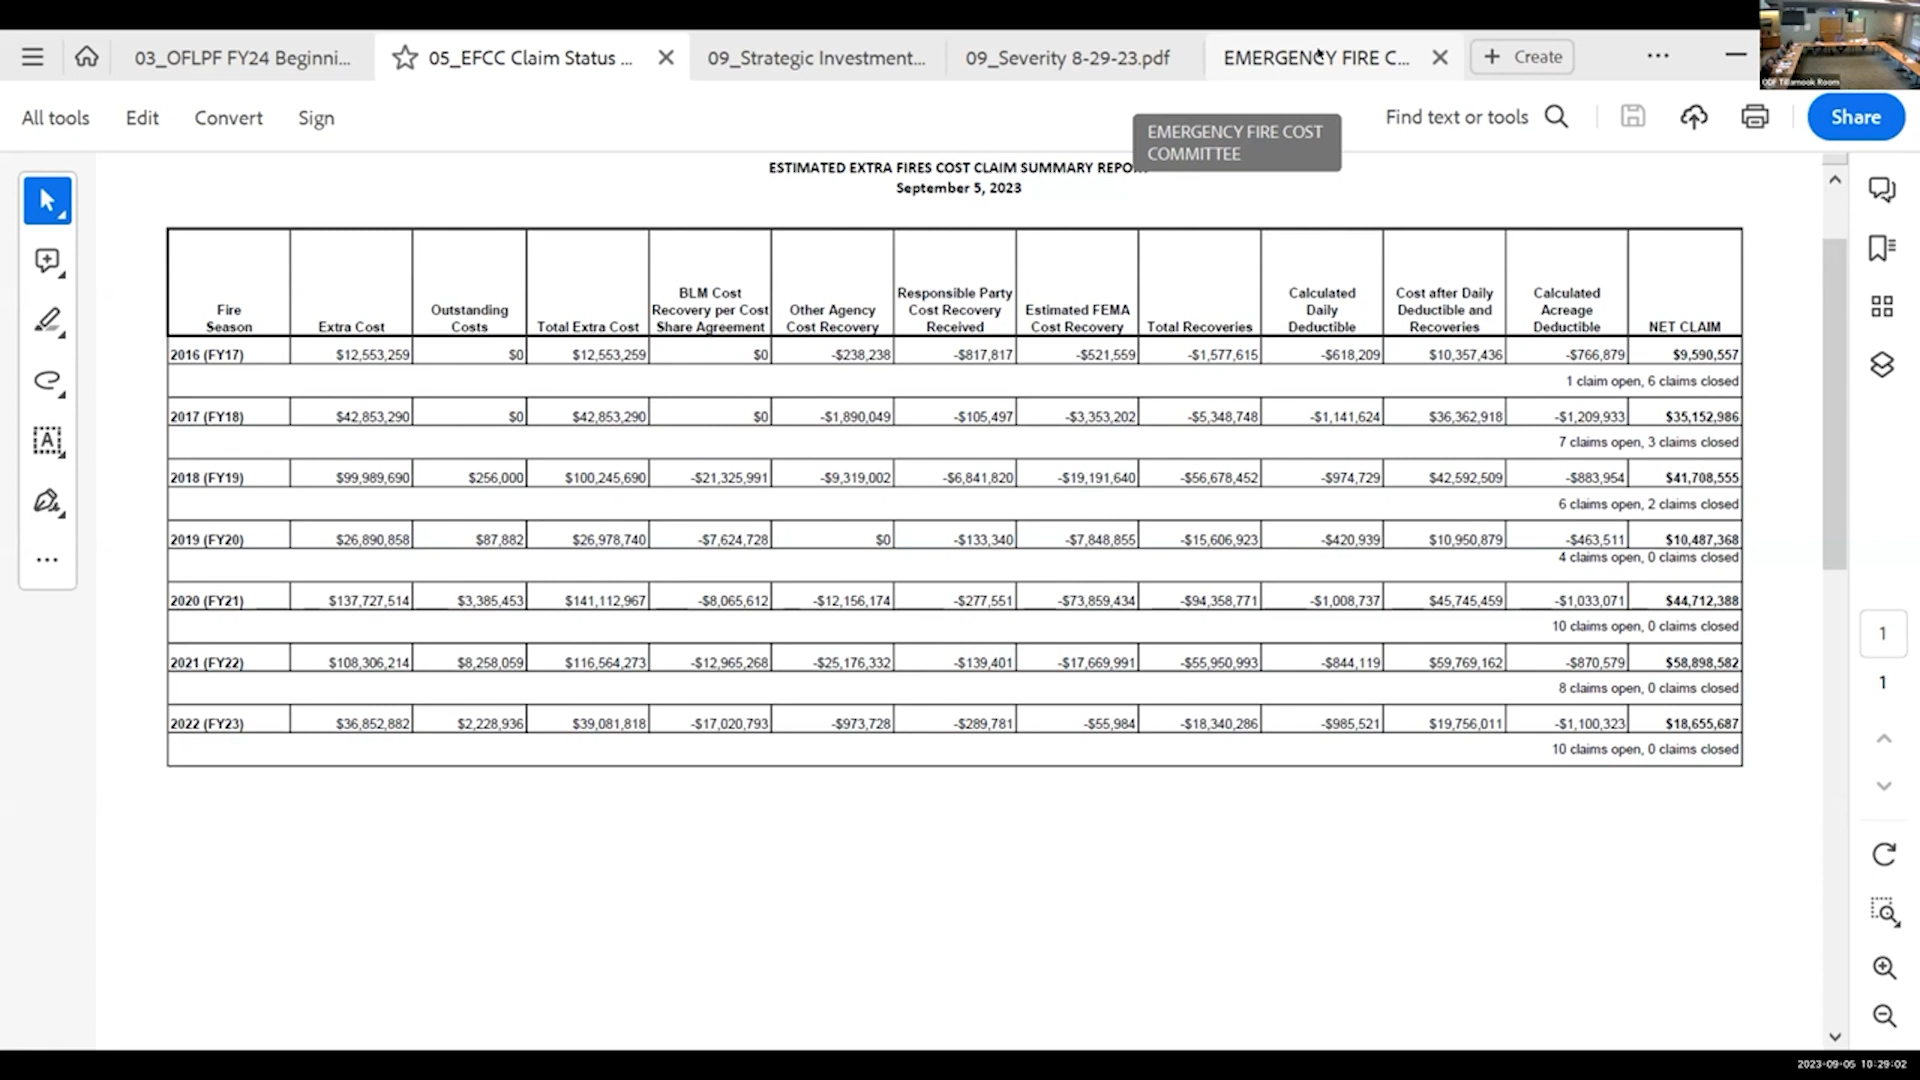 03_OFLPF FY24 Beginni...
05_EFCC Claim Status ...
09_Strategic Investment...
09_Severity 8-29-23.pdf
EMERGENCY FIRE C...
Create
ODF Tillamook Room
All tools
Edit
Convert
Sign
Find text or tools
Share
EMERGENCY FIRE COST
COMMITTEE
ESTIMATED EXTRA FIRES COST CLAIM SUMMARY REPO
September 5, 2023
Fire Season | Extra Cost | Outstanding Costs | Total Extra Cost | BLM Cost Recovery per Cost Share Agreement | Other Agency Cost Recovery | Responsible Party Cost Recovery Received | Estimated FEMA Cost Recovery | Total Recoveries | Calculated Daily Deductible | Cost after Daily Deductible and Recoveries | Calculated Acreage Deductible | NET CLAIM
2016 (FY17) | $12,553,259 | $0 | $12,553,259 | $0 | -$238,238 | -$817,817 | -$521,559 | -$1,577,615 | -$618,209 | $10,357,436 | -$766,879 | $9,590,557
1 claim open, 6 claims closed
2017 (FY18) | $42,853,290 | $0 | $42,853,290 | $0 | -$1,890,049 | -$105,497 | -$3,353,202 | -$5,348,748 | -$1,141,624 | $36,362,918 | -$1,209,933 | $35,152,986
7 claims open, 3 claims closed
2018 (FY19) | $99,989,690 | $256,000 | $100,245,690 | -$21,325,991 | -$9,319,002 | -$6,841,820 | -$19,191,640 | -$56,678,452 | -$974,729 | $42,592,509 | -$883,954 | $41,708,555
6 claims open, 2 claims closed
2019 (FY20) | $26,890,858 | $87,882 | $26,978,740 | -$7,624,728 | $0 | -$133,340 | -$7,848,855 | -$15,606,923 | -$420,939 | $10,950,879 | -$463,511 | $10,487,368
4 claims open, 0 claims closed
2020 (FY21) | $137,727,514 | $3,385,453 | $141,112,967 | -$8,065,612 | -$12,156,174 | -$277,551 | -$73,859,434 | -$94,358,771 | -$1,008,737 | $45,745,459 | -$1,033,071 | $44,712,388
10 claims open, 0 claims closed
2021 (FY22) | $108,306,214 | $8,258,059 | $116,564,273 | -$12,965,268 | -$25,176,332 | -$139,401 | -$17,669,991 | -$55,950,993 | -$844,119 | $59,769,162 | -$870,579 | $58,898,582
8 claims open, 0 claims closed
2022 (FY23) | $36,852,882 | $2,228,936 | $39,081,818 | -$17,020,793 | -$973,728 | -$289,781 | -$55,984 | -$18,340,286 | -$985,521 | $19,756,011 | -$1,100,323 | $18,655,687
10 claims open, 0 claims closed
1
1
2023-09-05 10:29:02